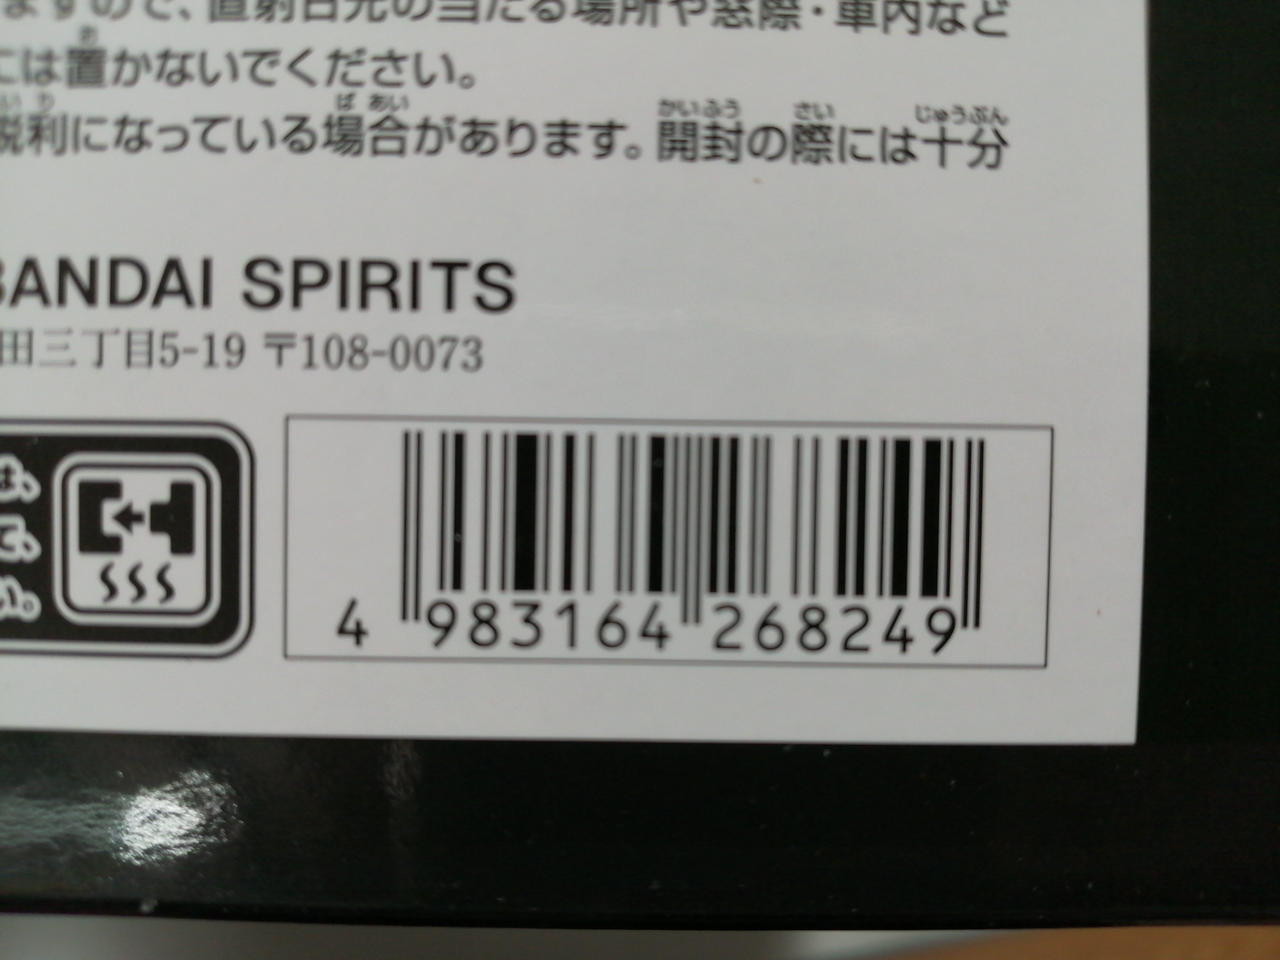 ますので、直射日光の当たる場所や窓際・車内など
には置かないでください。
鋭利になっている場合があります。開封の際には十分
BANDAI SPIRITS
田三丁目5-19 〒108-0073
4 983164 268249